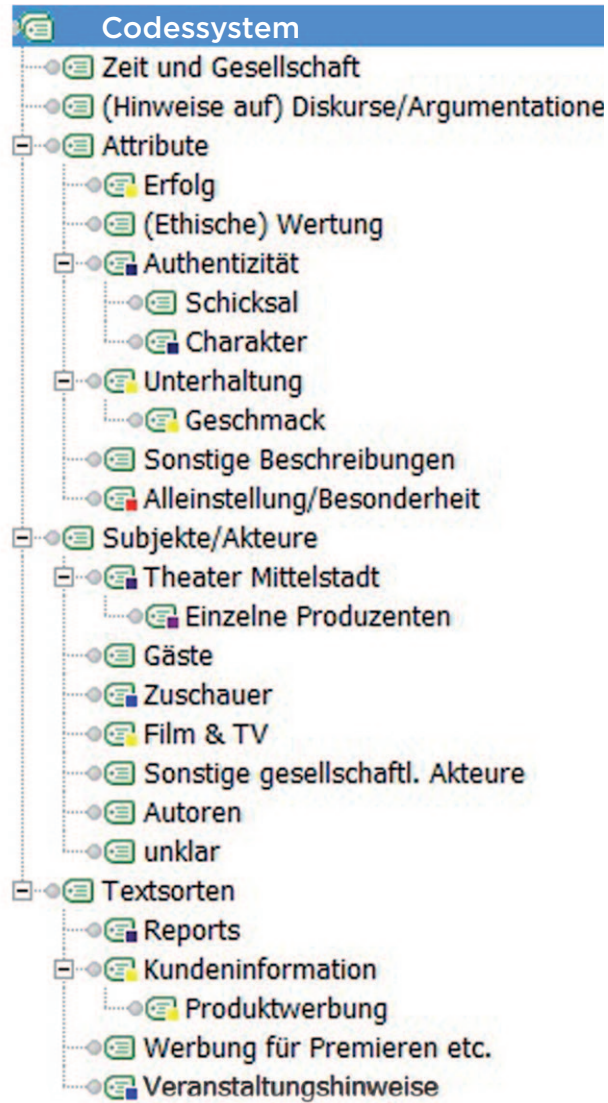 Codessystem
Zeit und Gesellschaft
(Hinweise auf) Diskurse/Argumentatione
Attribute
Erfolg
(Ethische) Wertung
Authentizität
Schicksal
Charakter
Unterhaltung
Geschmack
Sonstige Beschreibungen
Alleinstellung/Besonderheit
Subjekte/Akteure
Theater Mittelstadt
Einzelne Produzenten
Gäste
Zuschauer
Film & TV
Sonstige gesellschaftl. Akteure
Autoren
unklar
Textsorten
Reports
Kundeninformation
Produktwerbung
Werbung für Premieren etc.
Veranstaltungshinweise